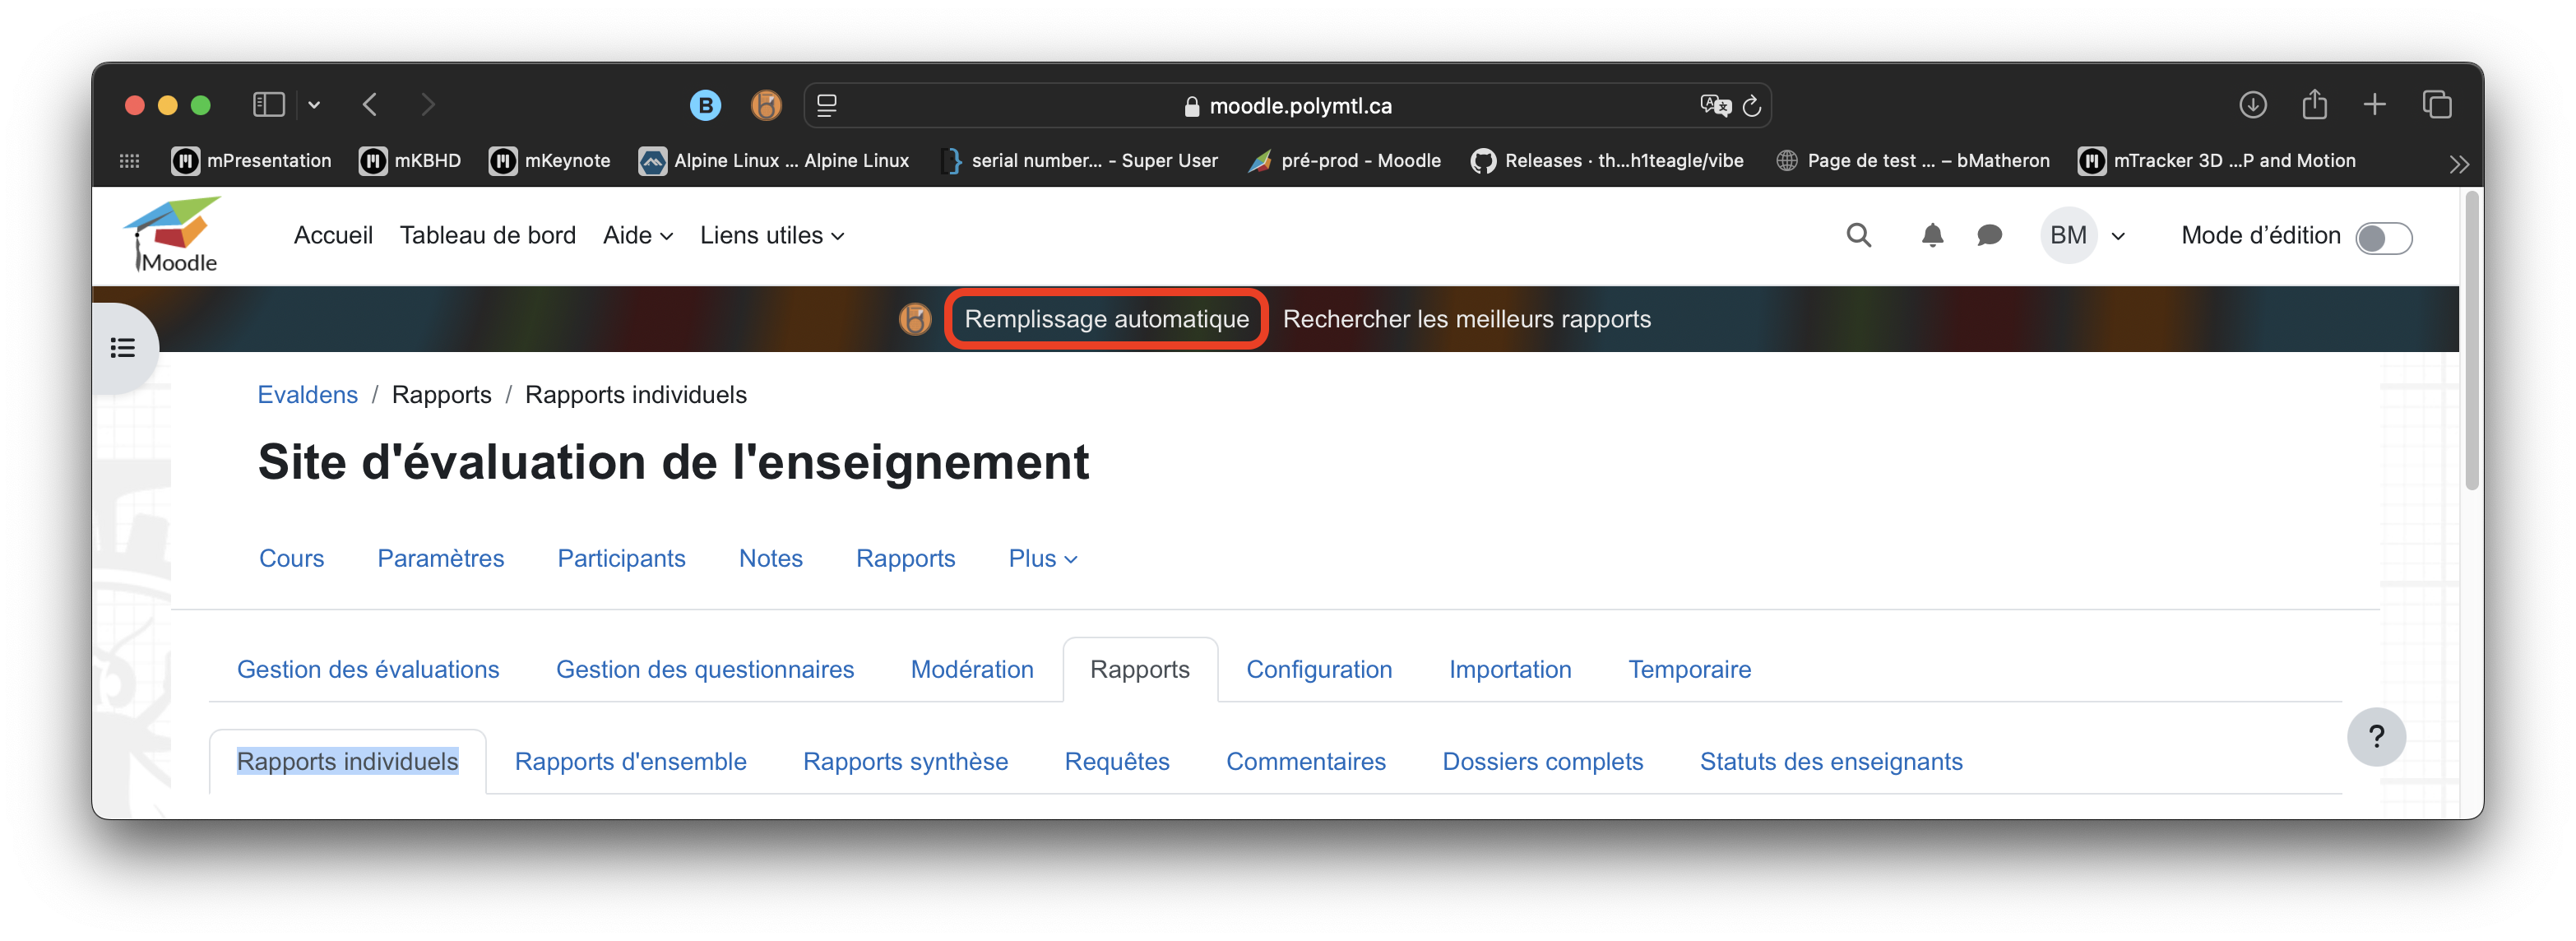 B
moodle.polymtl.ca
mPresentation mKBHD mKeynote Alpine Linux ... Alpine Linux serial number... - Super User pré-prod - Moodle Releases · th...h1teagle/vibe Page de test ... – bMatheron mTracker 3D ...P and Motion
Moodle Accueil Tableau de bord Aide Liens utiles BM Mode d’édition
Remplissage automatique Rechercher les meilleurs rapports
Evaldens / Rapports / Rapports individuels
Site d'évaluation de l'enseignement
Cours Paramètres Participants Notes Rapports Plus
Gestion des évaluations Gestion des questionnaires Modération Rapports Configuration Importation Temporaire
Rapports individuels Rapports d'ensemble Rapports synthèse Requêtes Commentaires Dossiers complets Statuts des enseignants
?